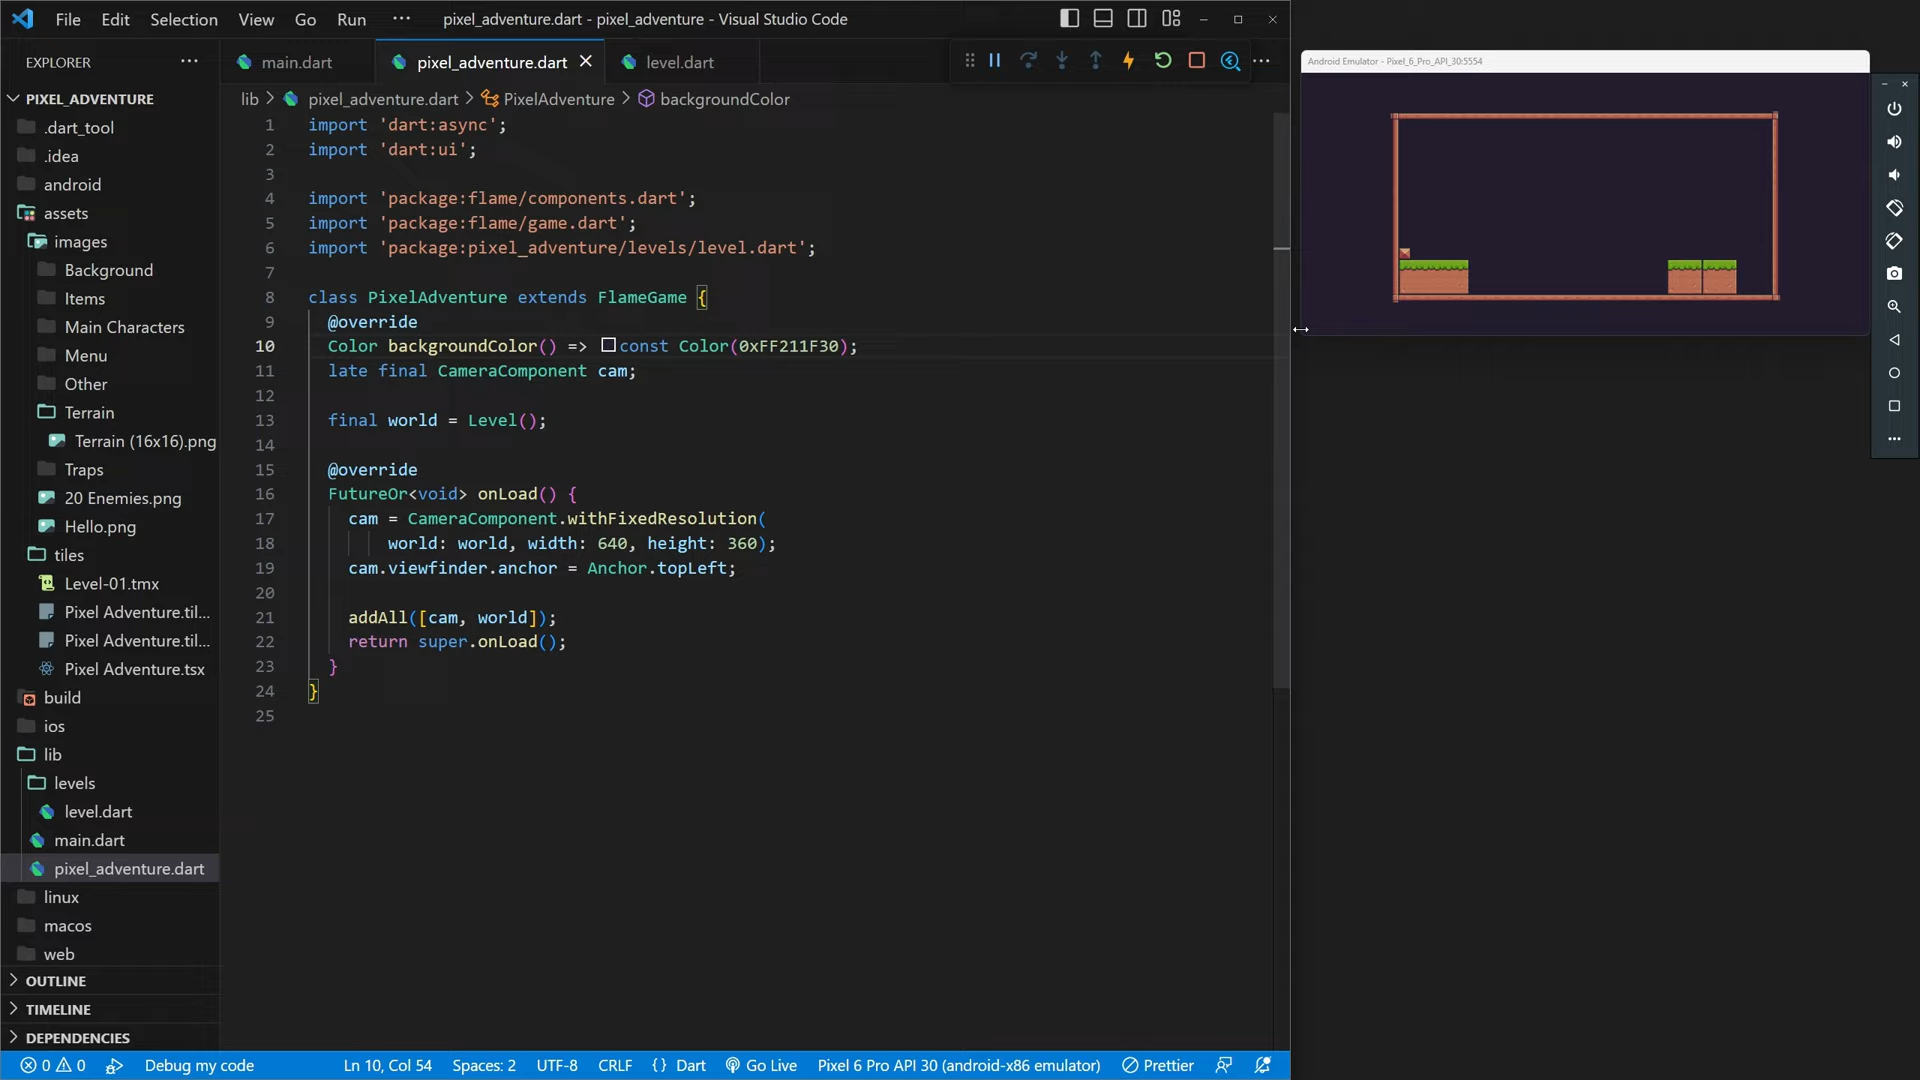 File Edit Selection View Go Run ··· pixel_adventure.dart - pixel_adventure - Visual Studio Code
EXPLORER ···
main.dart pixel_adventure.dart level.dart
PIXEL_ADVENTURE
.dart_tool
.idea
android
assets
images
Background
Items
Main Characters
Menu
Other
Terrain
Terrain (16x16).png
Traps
20 Enemies.png
Hello.png
tiles
Level-01.tmx
Pixel Adventure.til...
Pixel Adventure.til...
Pixel Adventure.tsx
build
ios
lib
levels
level.dart
main.dart
pixel_adventure.dart
linux
macos
web
OUTLINE
TIMELINE
DEPENDENCIES
lib > pixel_adventure.dart > PixelAdventure > backgroundColor
1 import 'dart:async';
2 import 'dart:ui';
3
4 import 'package:flame/components.dart';
5 import 'package:flame/game.dart';
6 import 'package:pixel_adventure/levels/level.dart';
7
8 class PixelAdventure extends FlameGame {
9 @override
10 Color backgroundColor() => const Color(0xFF211F30);
11 late final CameraComponent cam;
12
13 final world = Level();
14
15 @override
16 FutureOr<void> onLoad() {
17 cam = CameraComponent.withFixedResolution(
18 world: world, width: 640, height: 360);
19 cam.viewfinder.anchor = Anchor.topLeft;
20
21 addAll([cam, world]);
22 return super.onLoad();
23 }
24 }
25
Android Emulator - Pixel_6_Pro_API_30:5554
0 0 Debug my code Ln 10, Col 54 Spaces: 2 UTF-8 CRLF {} Dart Go Live Pixel 6 Pro API 30 (android-x86 emulator) Prettier